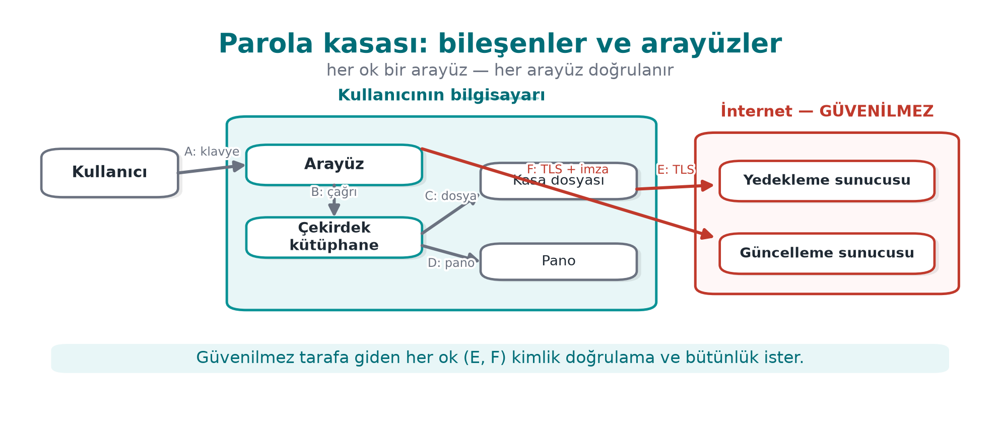 Parola kasası: bileşenler ve arayüzler
her ok bir arayüz — her arayüz doğrulanır
Kullanıcının bilgisayarı
İnternet — GÜVENİLMEZ
Kullanıcı
A: klavye
Arayüz
B: çağrı
Çekirdek
kütüphane
C: dosya
D: pano
F: TLS + imza
Kasa dosyası
Pano
E: TLS
Yedekleme sunucusu
Güncelleme sunucusu
Güvenilmez tarafa giden her ok (E, F) kimlik doğrulama ve bütünlük ister.